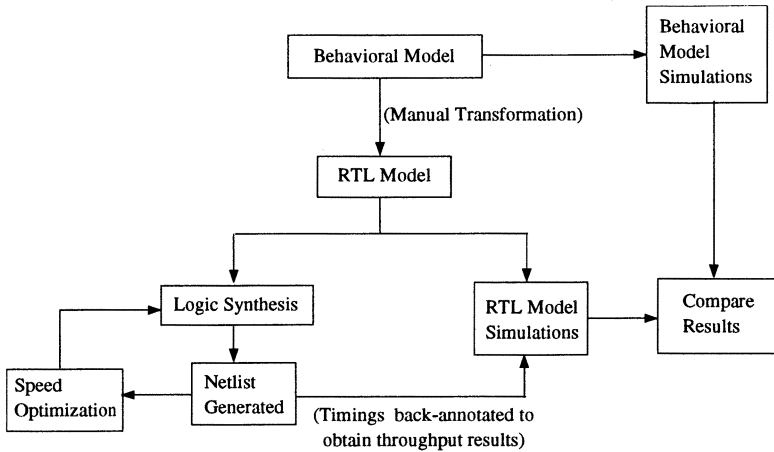 Behavioral Model
Behavioral
Model
Simulations
(Manual Transformation)
RTL Model
Logic Synthesis
RTL Model
Simulations
Compare
Results
Speed
Optimization
Netlist
Generated
(Timings back-annotated to
obtain throughput results)